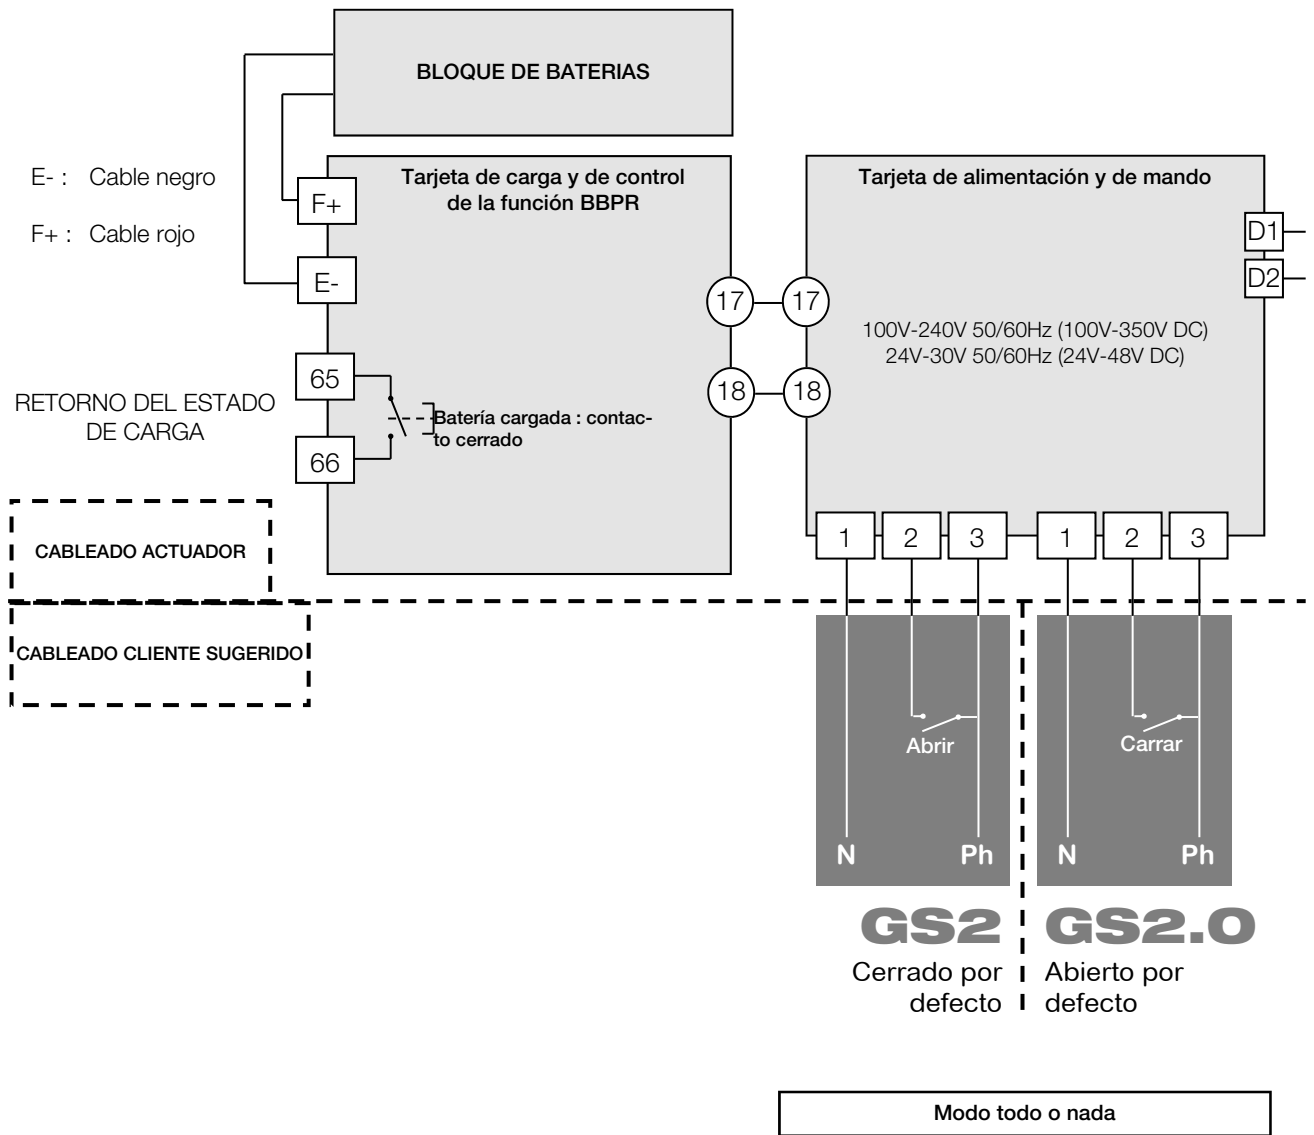 BLOQUE DE BATERIAS
E- : Cable negro
F+ : Cable rojo
Tarjeta de carga y de control
de la función BBPR
F+
E-
65
66
RETORNO DEL ESTADO
DE CARGA
Batería cargada : contac-
to cerrado
17
17
18
18
Tarjeta de alimentación y de mando
D1
D2
100V-240V 50/60Hz (100V-350V DC)
24V-30V 50/60Hz (24V-48V DC)
1
2
3
1
2
3
CABLEADO ACTUADOR
CABLEADO CLIENTE SUGERIDO
Abrir
N
Ph
Carrar
N
Ph
GS2
Cerrado por
defecto
GS2.0
Abierto por
defecto
Modo todo o nada